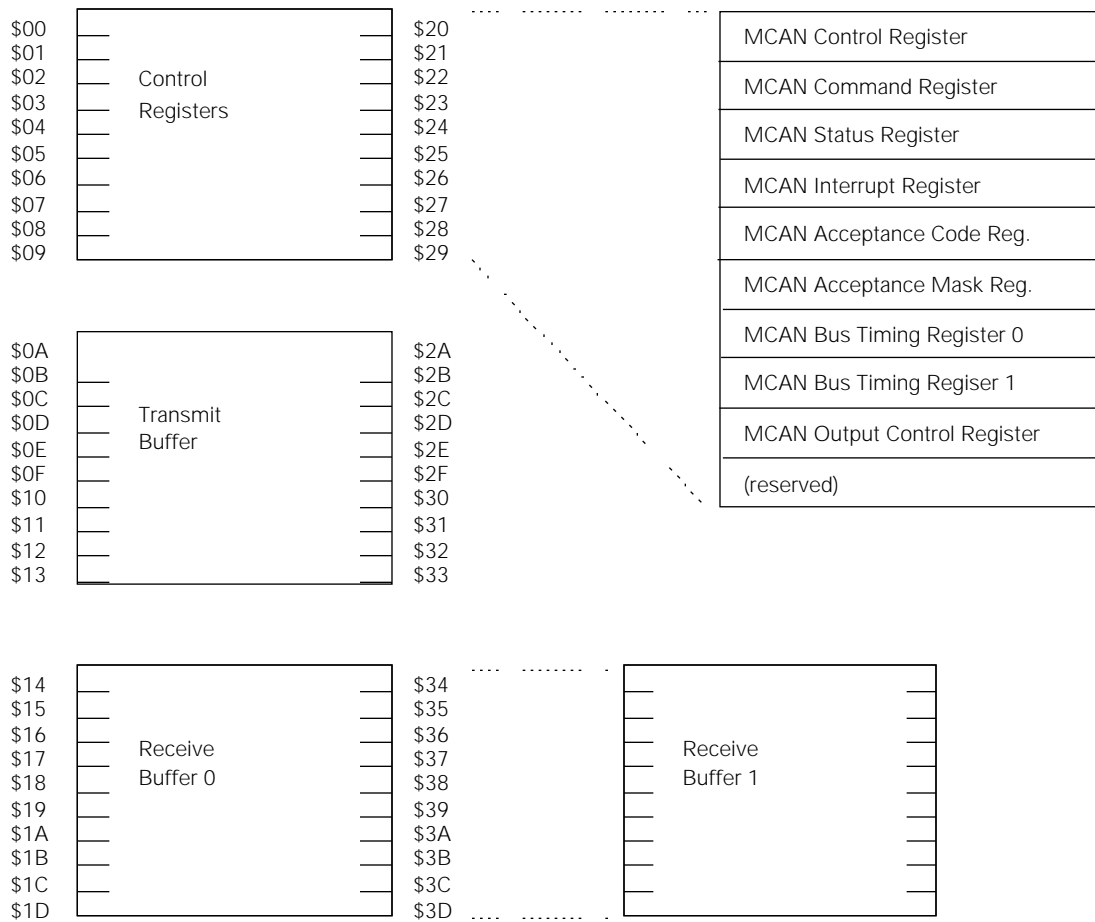 $00 $20
$01 $21
$02 $22
$03 $23
$04 $24
$05 $25
$06 $26
$07 $27
$08 $28
$09 $29
Control
Registers
MCAN Control Register
MCAN Command Register
MCAN Status Register
MCAN Interrupt Register
MCAN Acceptance Code Reg.
MCAN Acceptance Mask Reg.
MCAN Bus Timing Register 0
MCAN Bus Timing Regiser 1
MCAN Output Control Register
(reserved)
$0A $2A
$0B $2B
$0C $2C
$0D $2D
$0E $2E
$0F $2F
$10 $30
$11 $31
$12 $32
$13 $33
Transmit
Buffer
$14 $34
$15 $35
$16 $36
$17 $37
$18 $38
$19 $39
$1A $3A
$1B $3B
$1C $3C
$1D $3D
Receive
Buffer 0
Receive
Buffer 1